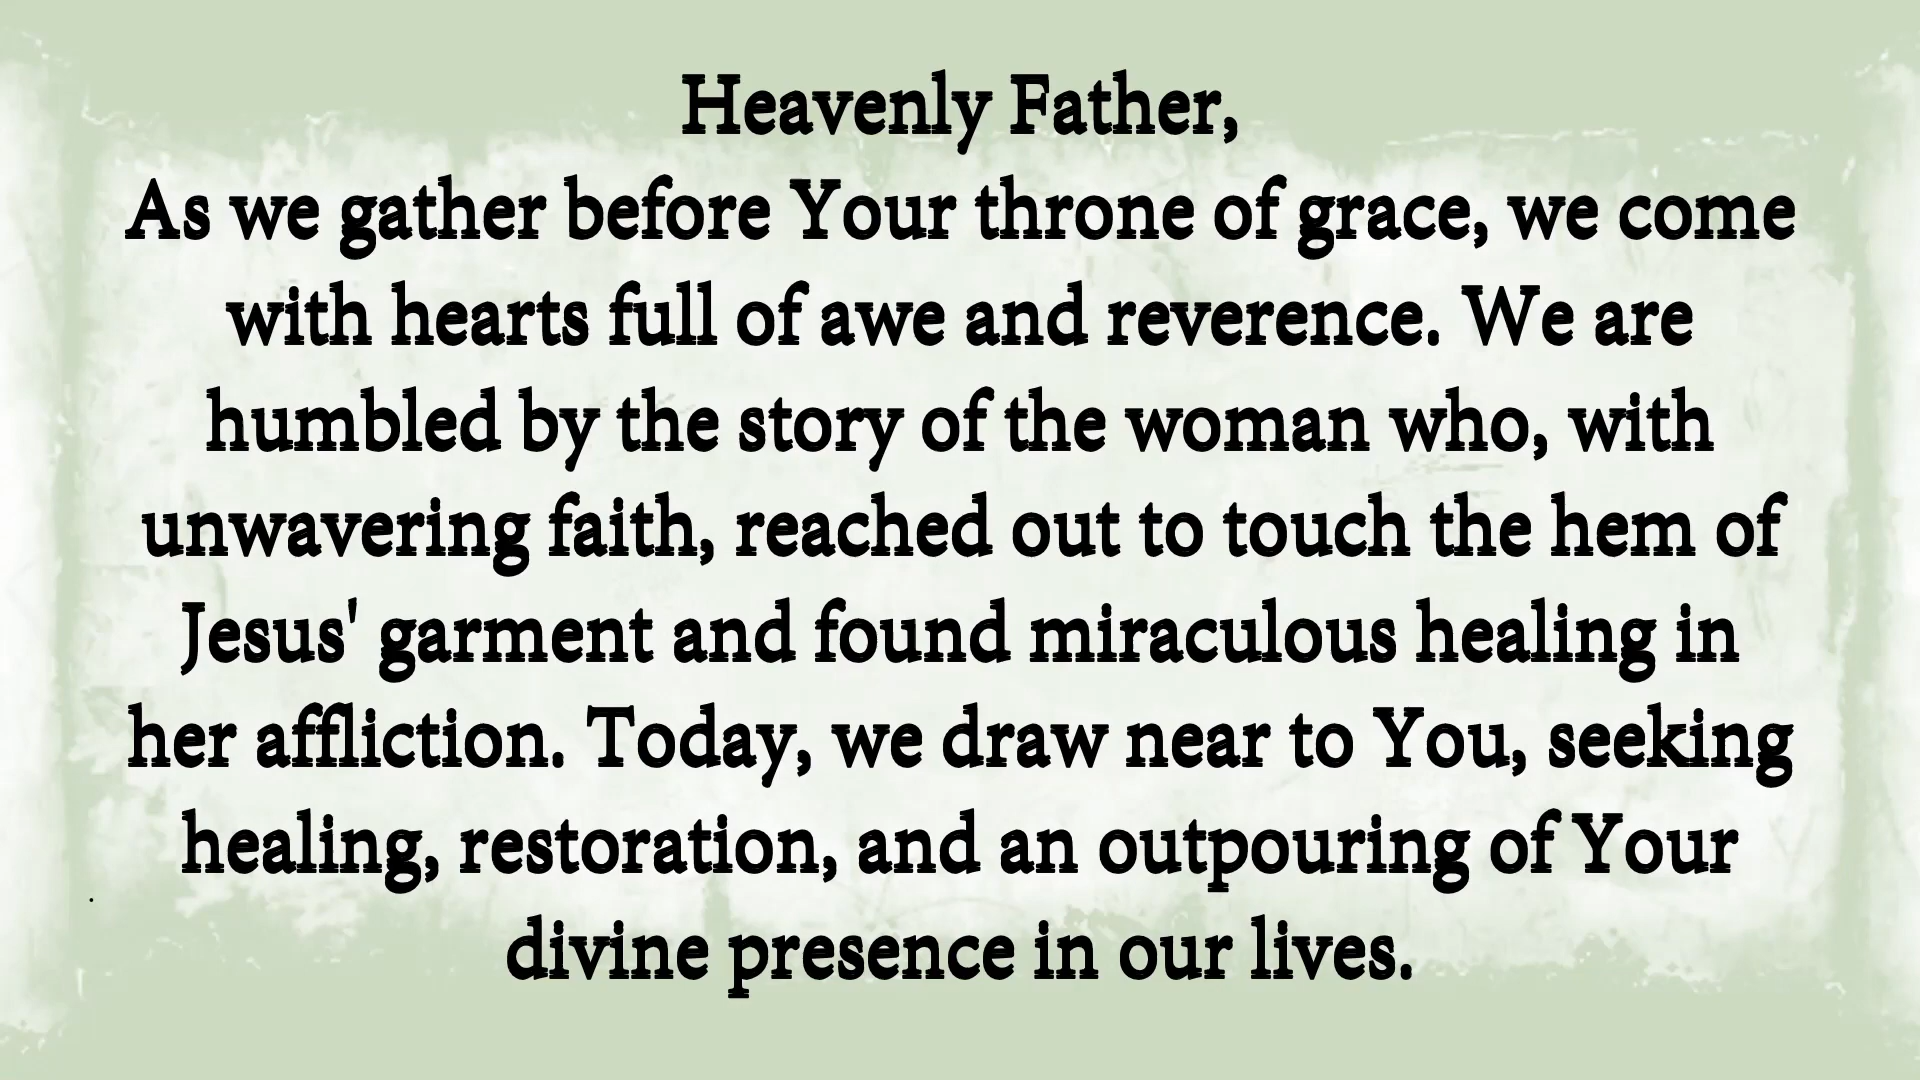 Heavenly Father,
As we gather before Your throne of grace, we come
with hearts full of awe and reverence. We are
humbled by the story of the woman who, with
unwavering faith, reached out to touch the hem of
Jesus' garment and found miraculous healing in
her affliction. Today, we draw near to You, seeking
healing, restoration, and an outpouring of Your
.
divine presence in our lives.